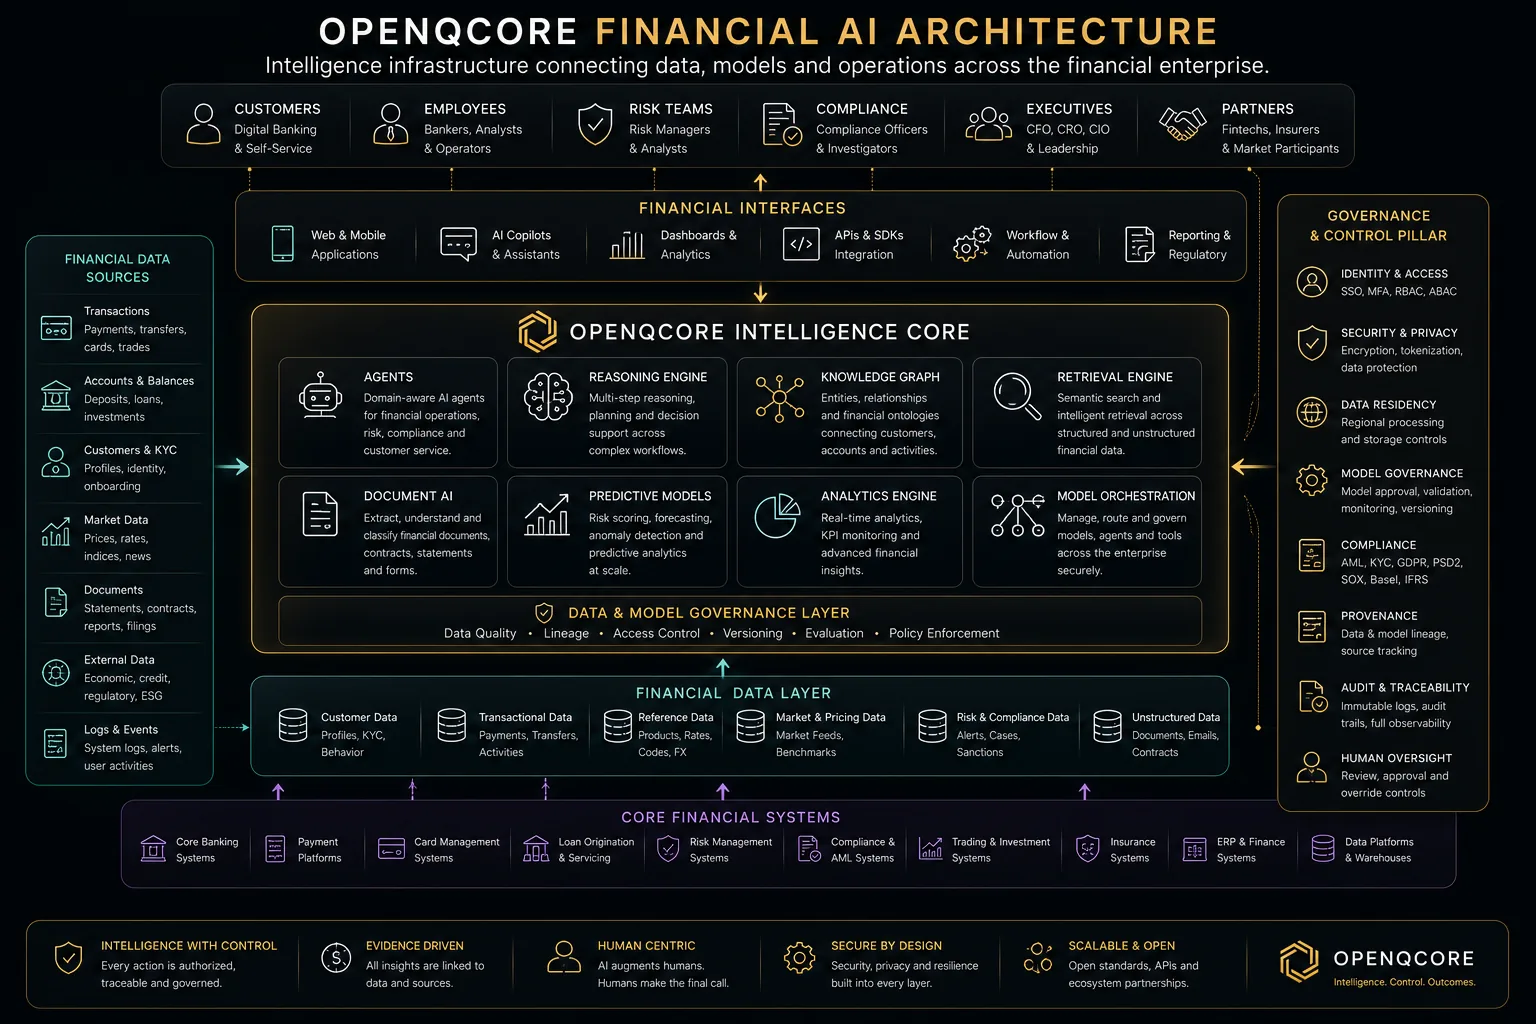 OPENQCORE FINANCIAL AI ARCHITECTURE
Intelligence infrastructure connecting data, models and operations across the financial enterprise.
CUSTOMERS
Digital Banking
& Self-Service
EMPLOYEES
Bankers, Analysts
& Operators
RISK TEAMS
Risk Managers
& Analysts
COMPLIANCE
Compliance Officers
& Investigators
EXECUTIVES
CFO, CRO, CIO
& Leadership
PARTNERS
Fintechs, Insurers
& Market Participants
FINANCIAL INTERFACES
Web & Mobile
Applications
AI Copilots
& Assistants
Dashboards &
Analytics
APIs & SDKs
Integration
Workflow &
Automation
Reporting &
Regulatory
FINANCIAL DATA
SOURCES
Transactions
Payments, transfers,
cards, trades
Accounts & Balances
Deposits, loans,
investments
Customers & KYC
Profiles, identity,
onboarding
Market Data
Prices, rates,
indices, news
Documents
Statements, contracts,
reports, filings
External Data
Economic, credit,
regulatory, ESG
Logs & Events
System logs, alerts,
user activities
OPENQCORE INTELLIGENCE CORE
AGENTS
Domain-aware AI agents
for financial operations,
risk, compliance and
customer service.
REASONING ENGINE
Multi-step reasoning,
planning and decision
support across
complex workflows.
KNOWLEDGE GRAPH
Entities, relationships
and financial ontologies
connecting customers,
accounts and activities.
RETRIEVAL ENGINE
Semantic search and
intelligent retrieval across
structured and unstructured
financial data.
DOCUMENT AI
Extract, understand and
classify financial documents,
contracts, statements
and forms.
PREDICTIVE MODELS
Risk scoring, forecasting,
anomaly detection and
predictive analytics
at scale.
ANALYTICS ENGINE
Real-time analytics,
KPI monitoring and
advanced financial
insights.
MODEL ORCHESTRATION
Manage, route and govern
models, agents and tools
across the enterprise
securely.
DATA & MODEL GOVERNANCE LAYER
Data Quality • Lineage • Access Control • Versioning • Evaluation • Policy Enforcement
GOVERNANCE
& CONTROL PILLAR
IDENTITY & ACCESS
SSO, MFA, RBAC, ABAC
SECURITY & PRIVACY
Encryption, tokenization,
data protection
DATA RESIDENCY
Regional processing
and storage controls
MODEL GOVERNANCE
Model approval, validation,
monitoring, versioning
COMPLIANCE
AML, KYC, GDPR, PSD2,
SOX, Basel, IFRS
PROVENANCE
Data & model lineage,
source tracking
AUDIT & TRACEABILITY
Immutable logs, audit
trails, full observability
HUMAN OVERSIGHT
Review, approval and
override controls
FINANCIAL DATA LAYER
Customer Data
Profiles, KYC,
Behavior
Transactional Data
Payments, Transfers,
Activities
Reference Data
Products, Rates,
Codes, FX
Market & Pricing Data
Market Feeds,
Benchmarks
Risk & Compliance Data
Alerts, Cases,
Sanctions
Unstructured Data
Documents, Emails,
Contracts
CORE FINANCIAL SYSTEMS
Core Banking
Systems
Payment
Platforms
Card Management
Systems
Loan Origination
& Servicing
Risk Management
Systems
Compliance &
AML Systems
Trading & Investment
Systems
Insurance
Systems
ERP & Finance
Systems
Data Platforms
& Warehouses
INTELLIGENCE WITH CONTROL
Every action is authorized,
traceable and governed.
EVIDENCE DRIVEN
All insights are linked to
data and sources.
HUMAN CENTRIC
AI augments humans.
Humans make the final call.
SECURE BY DESIGN
Security, privacy and resilience
built into every layer.
SCALABLE & OPEN
Open standards, APIs and
ecosystem partnerships.
OPENQCORE
Intelligence. Control. Outcomes.